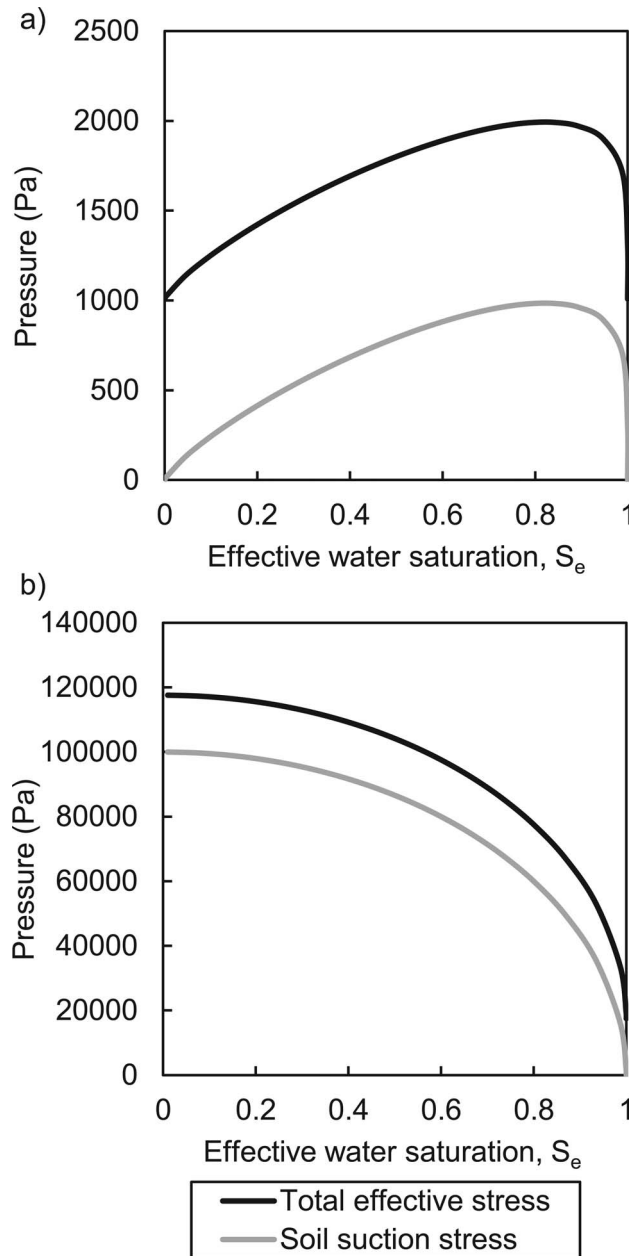 a)
2500
2000
1500
1000
500
0
Pressure (Pa)
0 0.2 0.4 0.6 0.8 1
Effective water saturation, Se
b)
140000
120000
100000
80000
60000
40000
20000
0
Pressure (Pa)
0 0.2 0.4 0.6 0.8 1
Effective water saturation, Se
Total effective stress
Soil suction stress